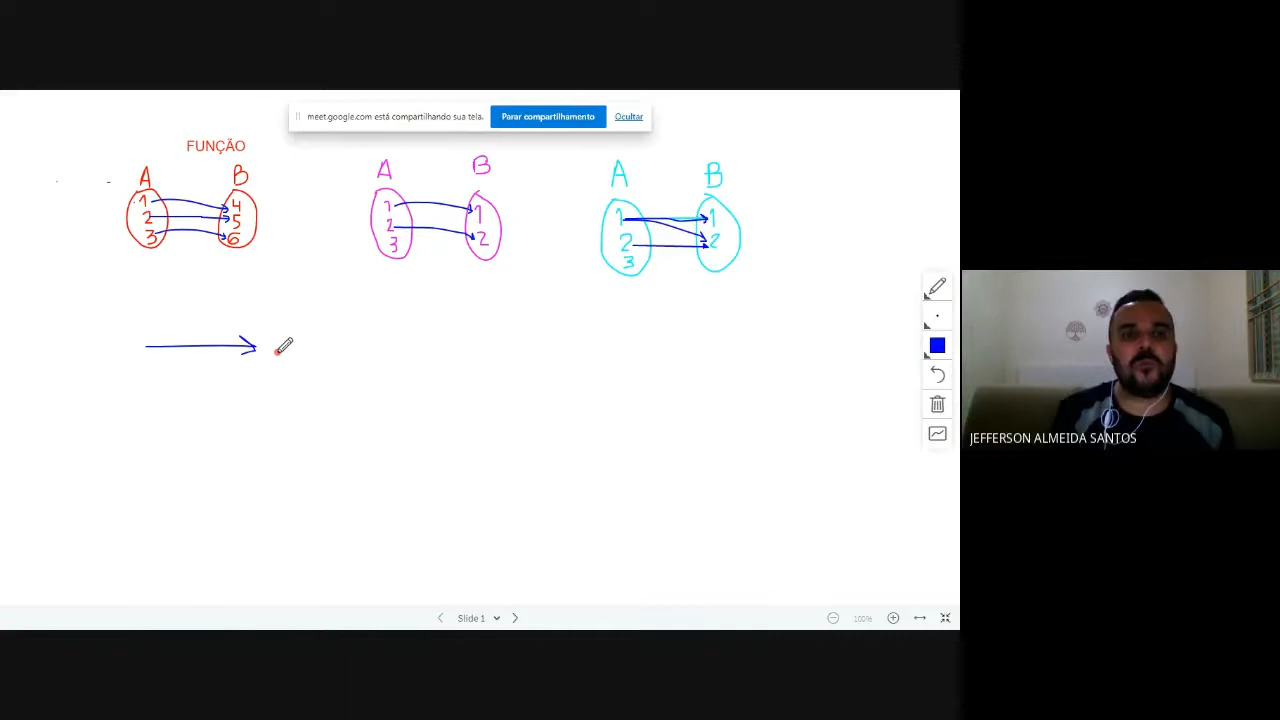 meet.google.com está compartilhando sua tela.
Parar compartilhamento
Ocultar
FUNÇÃO
A B
1 4
2 5
3 6
A B
1 1
2 2
3
A B
1 1
2 2
3
JEFFERSON ALMEIDA SANTOS
Slide 1
100%